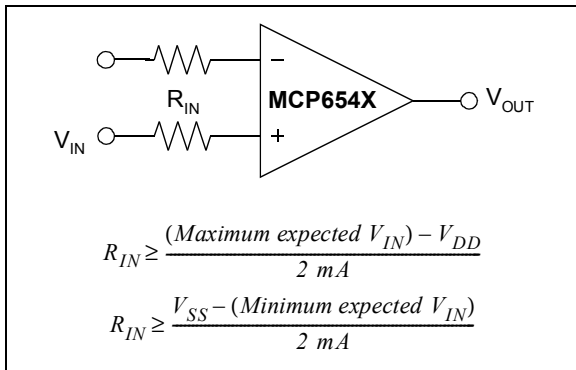 −
R_IN
MCP654X
V_OUT
V_IN
+
R_IN ≥ (Maximum expected V_IN) – V_DD / 2 mA
R_IN ≥ V_SS – (Minimum expected V_IN) / 2 mA